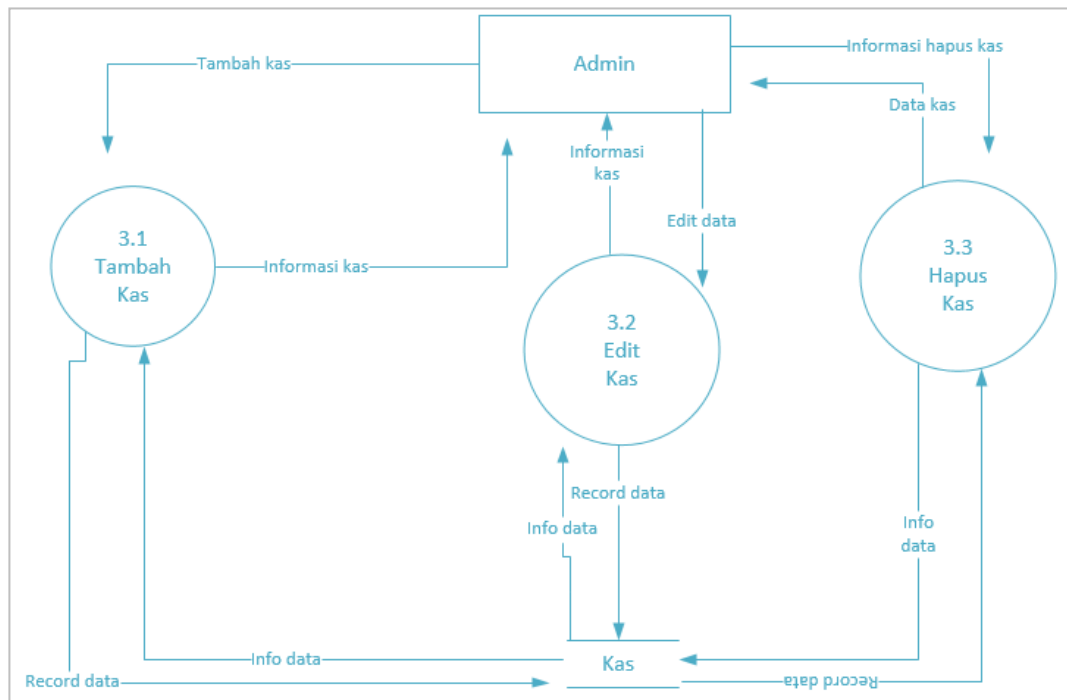 Tambah kas
Admin
Informasi hapus kas
Data kas
Informasi
kas
Edit data
3.1
Tambah
Kas
Informasi kas
3.2
Edit
Kas
3.3
Hapus
Kas
Record data
Info data
Info
data
Info data
Kas
Record data
Record data